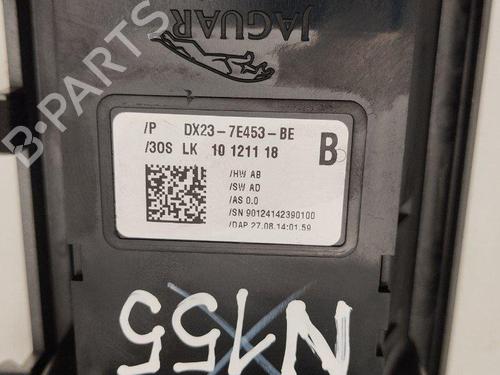 JAGUAR
B-PARTS
/P DX23-7E453-BE
/30S LK 10 1211 18
B
/HW AB
/SW AD
/AS 0.0
/SN 90124142390100
/DAP 27.08.14:01.59
N155